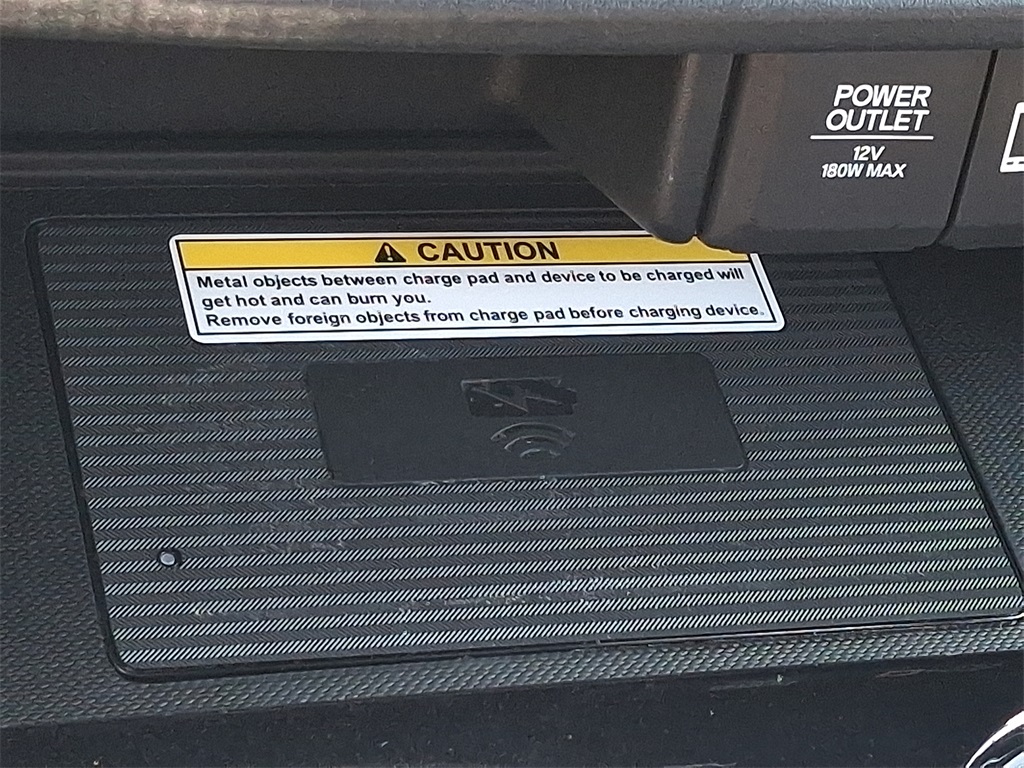 POWER
OUTLET
12V
180W MAX
CAUTION
Metal objects between charge pad and device to be charged will
get hot and can burn you.
Remove foreign objects from charge pad before charging device.